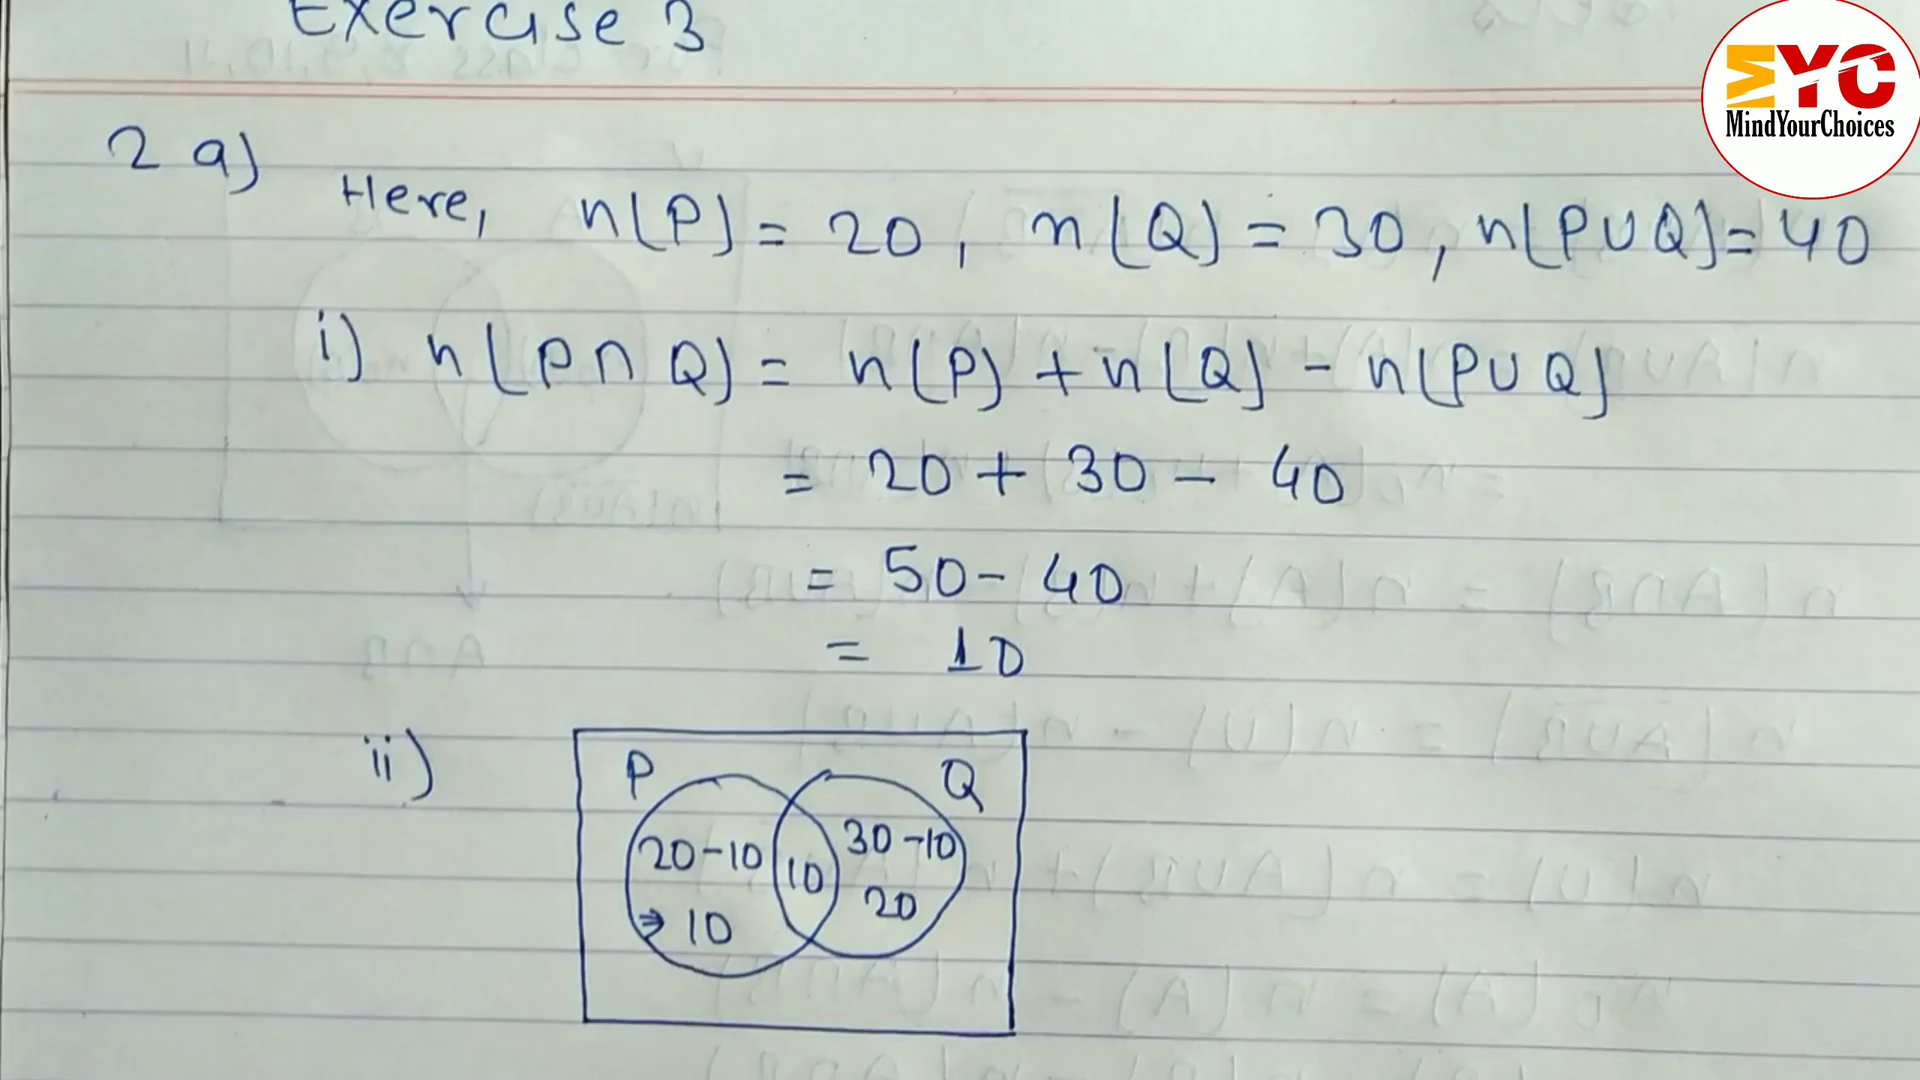 Exercise 3
MYC
MindYourChoices
2 a)
Here, n(P) = 20, n(Q) = 30, n(P∪Q) = 40
i) n(P∩Q) = n(P) + n(Q) - n(P∪Q)
= 20 + 30 - 40
= 50 - 40
= 10
ii)
P Q
20-10 10 30-10
⇒ 10 20